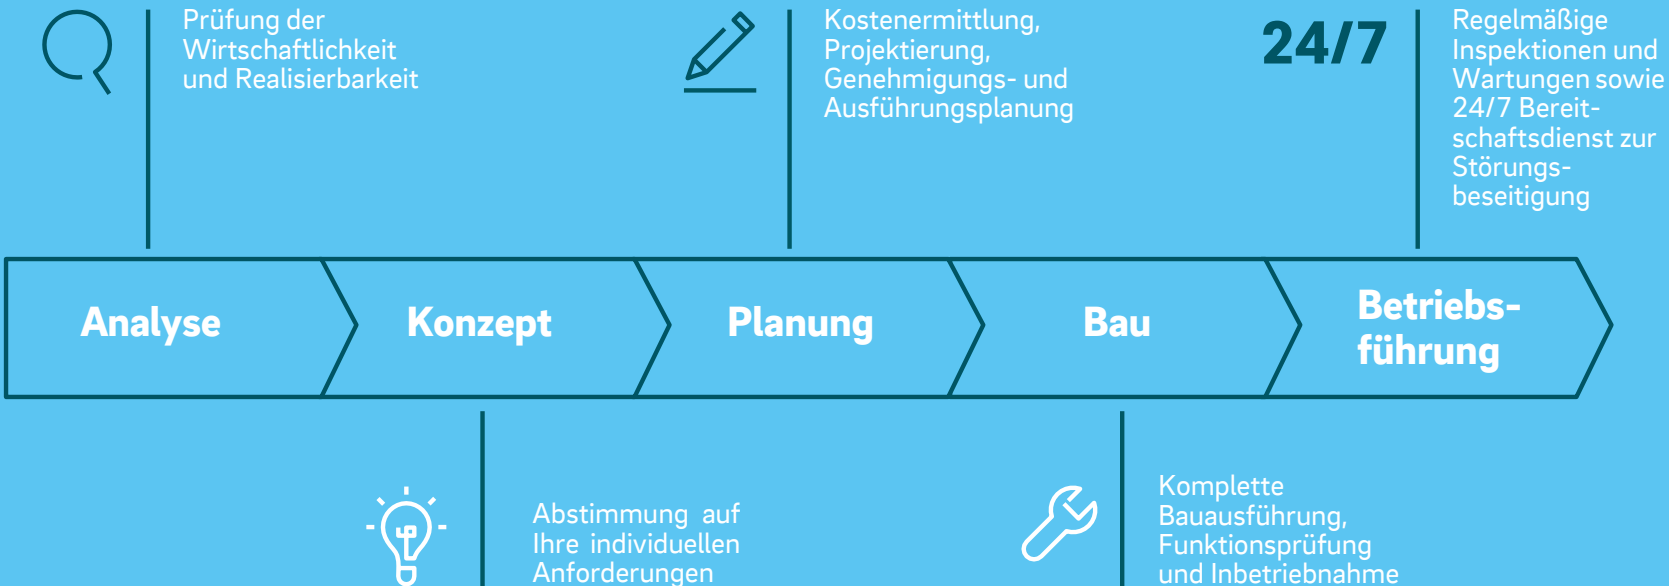 Prüfung der
Wirtschaftlichkeit
und Realisierbarkeit
Kostenermittlung,
Projektierung,
Genehmigungs- und
Ausführungsplanung
24/7
Regelmäßige
Inspektionen und
Wartungen sowie
24/7 Bereit-
schaftsdienst zur
Störungs-
beseitigung
Analyse
Konzept
Planung
Bau
Betriebs-
führung
Abstimmung auf
Ihre individuellen
Anforderungen
Komplette
Bauausführung,
Funktionsprüfung
und Inbetriebnahme